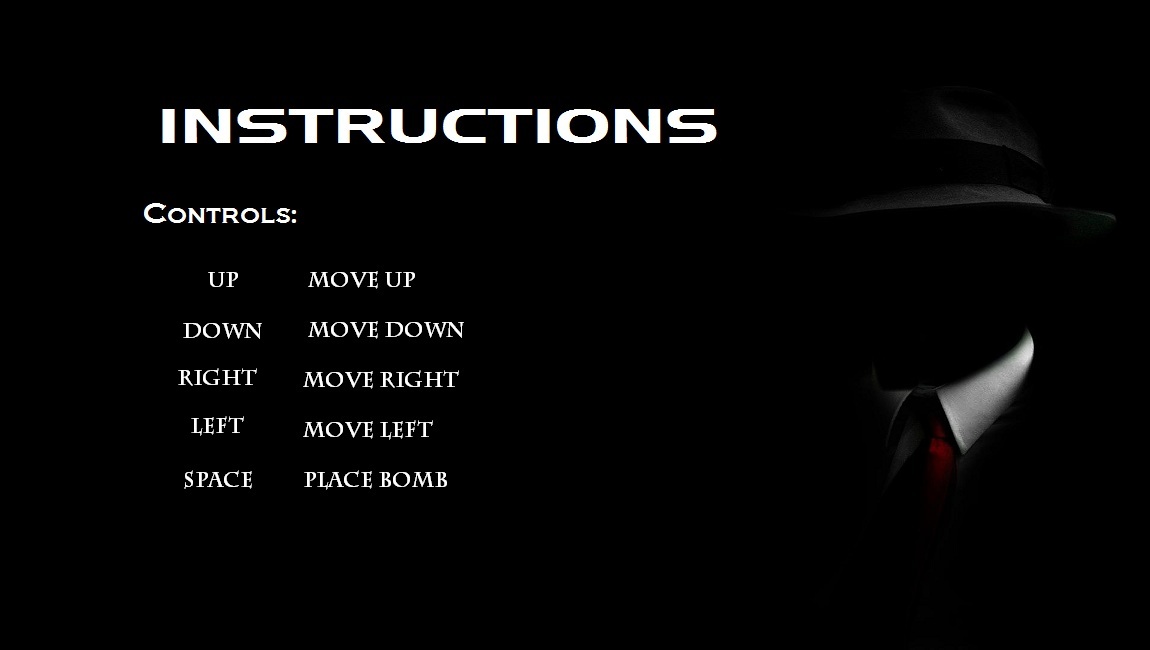 INSTRUCTIONS
CONTROLS:
UP MOVE UP
DOWN MOVE DOWN
RIGHT MOVE RIGHT
LEFT MOVE LEFT
SPACE PLACE BOMB